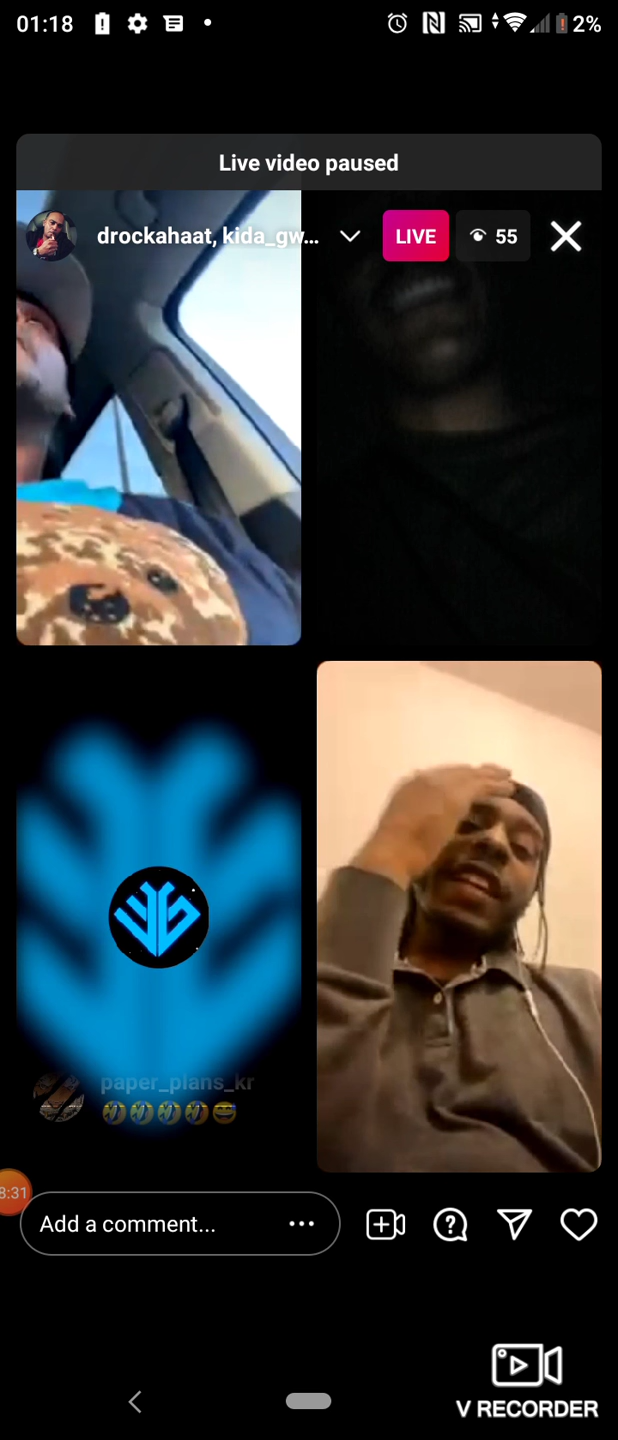 01:18
2%
Live video paused
drockahaat, kida_gw...
LIVE
55
paper_plans_kr
8:31
Add a comment...
V RECORDER